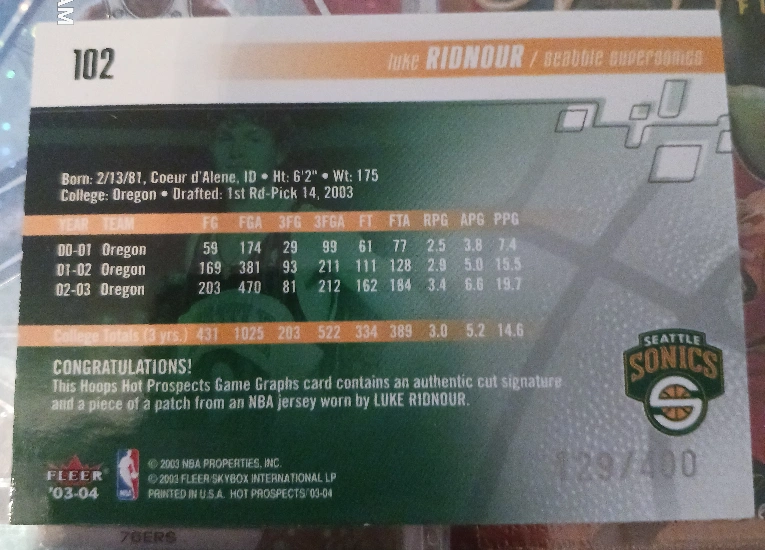 102
luke RIDNOUR / seattle supersonics
Born: 2/13/81, Coeur d'Alene, ID • Ht: 6'2" • Wt: 175
College: Oregon • Drafted: 1st Rd-Pick 14, 2003
YEAR TEAM FG FGA 3FG 3FGA FT FTA RPG APG PPG
00-01 Oregon 59 174 29 99 61 77 2.5 3.8 7.4
01-02 Oregon 169 381 93 211 111 128 2.9 5.0 15.5
02-03 Oregon 203 470 81 212 162 184 3.4 6.6 19.7
College Totals (3 yrs.) 431 1025 203 522 334 389 3.0 5.2 14.6
CONGRATULATIONS!
This Hoops Hot Prospects Game Graphs card contains an authentic cut signature
and a piece of a patch from an NBA jersey worn by LUKE RIDNOUR.
SEATTLE
SONICS
129/400
FLEER
'03-04
NBA
© 2003 NBA PROPERTIES, INC.
© 2003 FLEER/SKYBOX INTERNATIONAL LP
PRINTED IN U.S.A. HOT PROSPECTS '03-04
76ERS